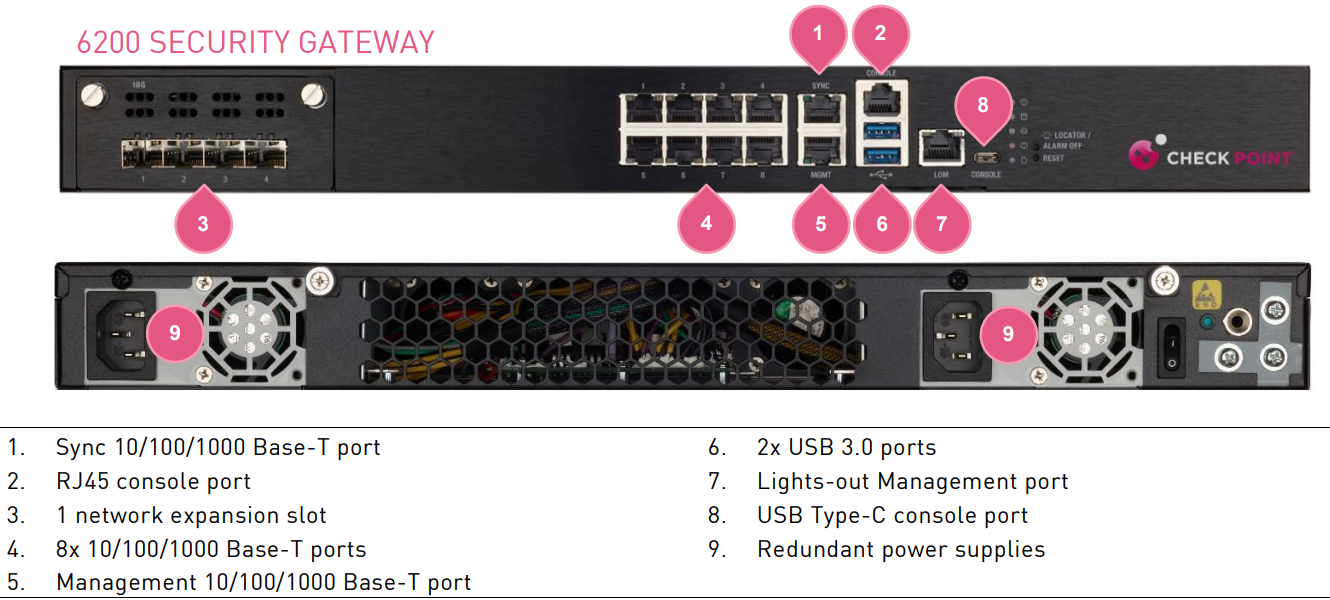 6200 SECURITY GATEWAY
1
2
10G
CONSOLE
1 2 3 4
SYNC
8
LOCATOR /
ALARM OFF
RESET
CHECK POINT
1 2 3 4
5 6 7 8
MGMT
LOM
CONSOLE
3
4
5
6
7
9
9
ESD
1. Sync 10/100/1000 Base-T port
2. RJ45 console port
3. 1 network expansion slot
4. 8x 10/100/1000 Base-T ports
5. Management 10/100/1000 Base-T port
6. 2x USB 3.0 ports
7. Lights-out Management port
8. USB Type-C console port
9. Redundant power supplies